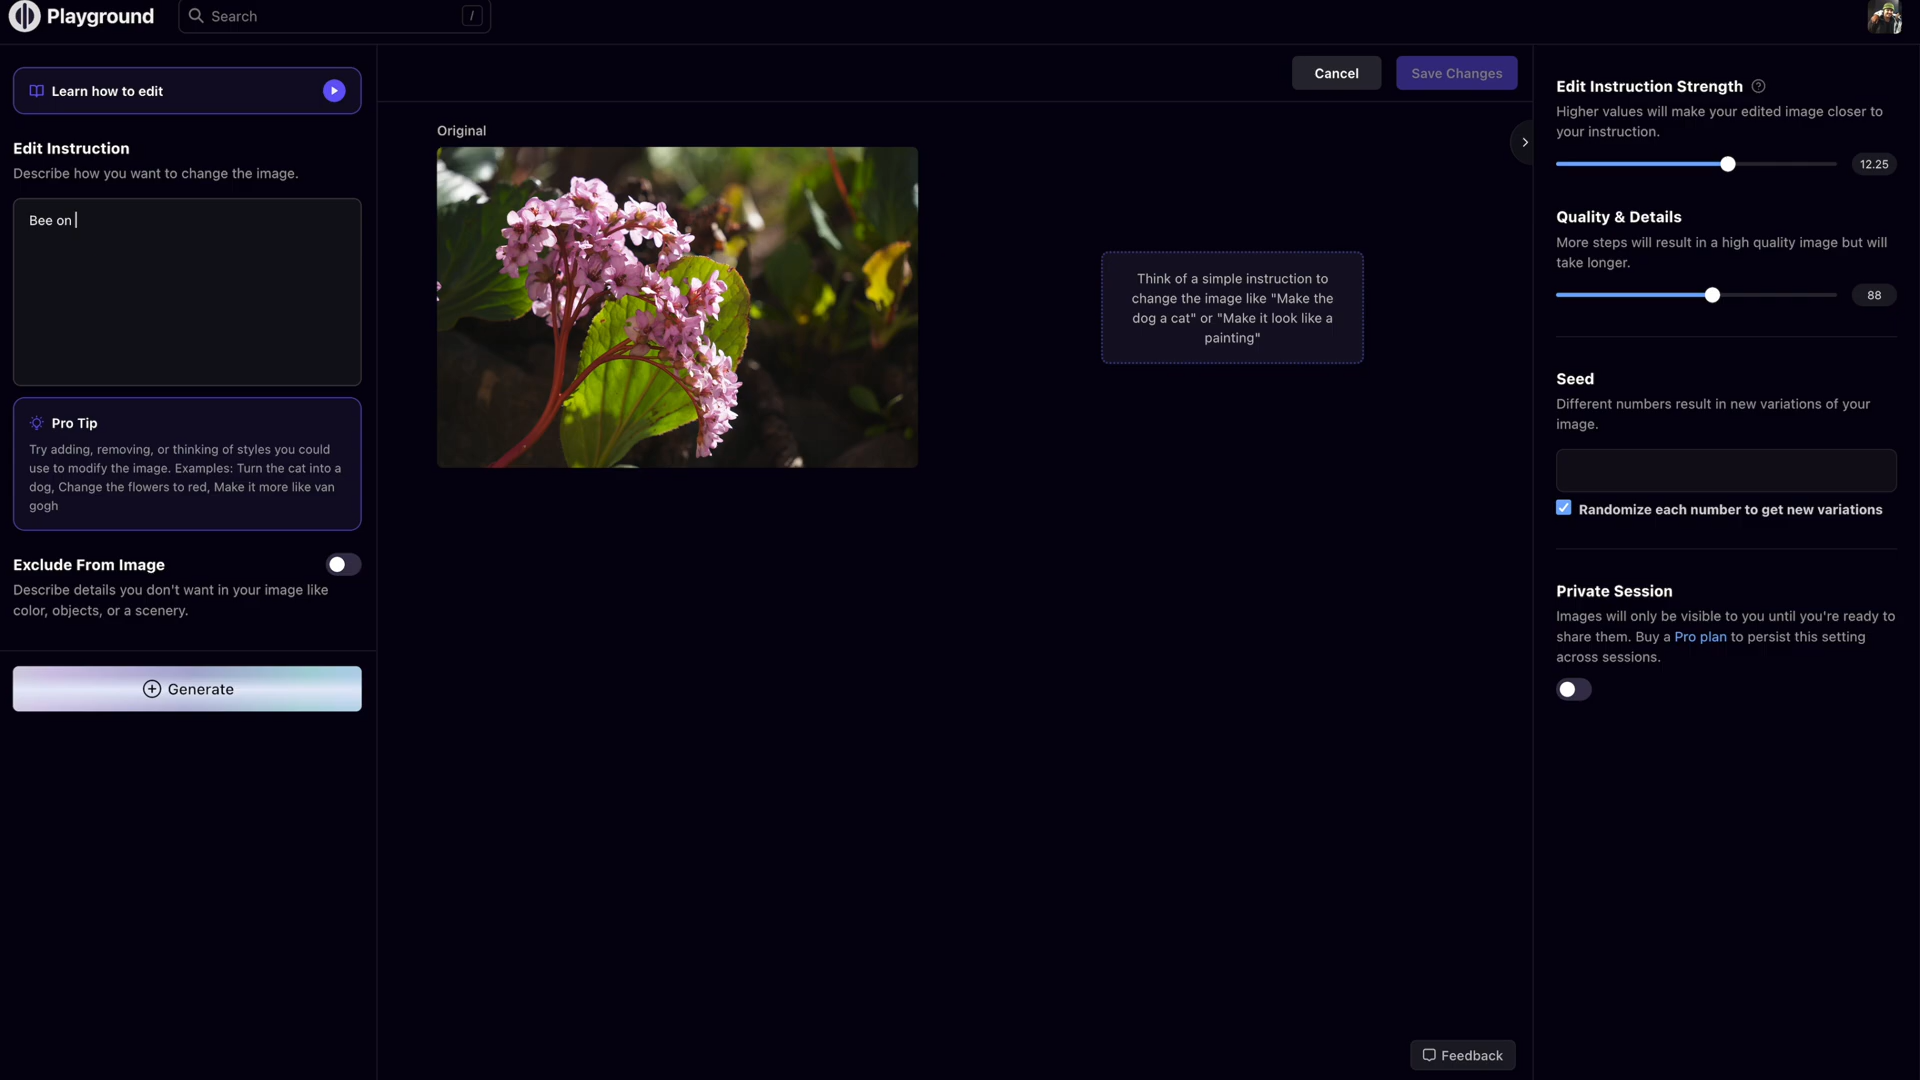 Playground
Search
/
Learn how to edit
Edit Instruction
Describe how you want to change the image.
Bee on
Pro Tip
Try adding, removing, or thinking of styles you could
use to modify the image. Examples: Turn the cat into a
dog, Change the flowers to red, Make it more like van
gogh
Exclude From Image
Describe details you don't want in your image like
color, objects, or a scenery.
Generate
Cancel
Save Changes
Original
Think of a simple instruction to
change the image like "Make the
dog a cat" or "Make it look like a
painting"
Feedback
Edit Instruction Strength
Higher values will make your edited image closer to
your instruction.
12.25
Quality & Details
More steps will result in a high quality image but will
take longer.
88
Seed
Different numbers result in new variations of your
image.
Randomize each number to get new variations
Private Session
Images will only be visible to you until you're ready to
share them. Buy a Pro plan to persist this setting
across sessions.